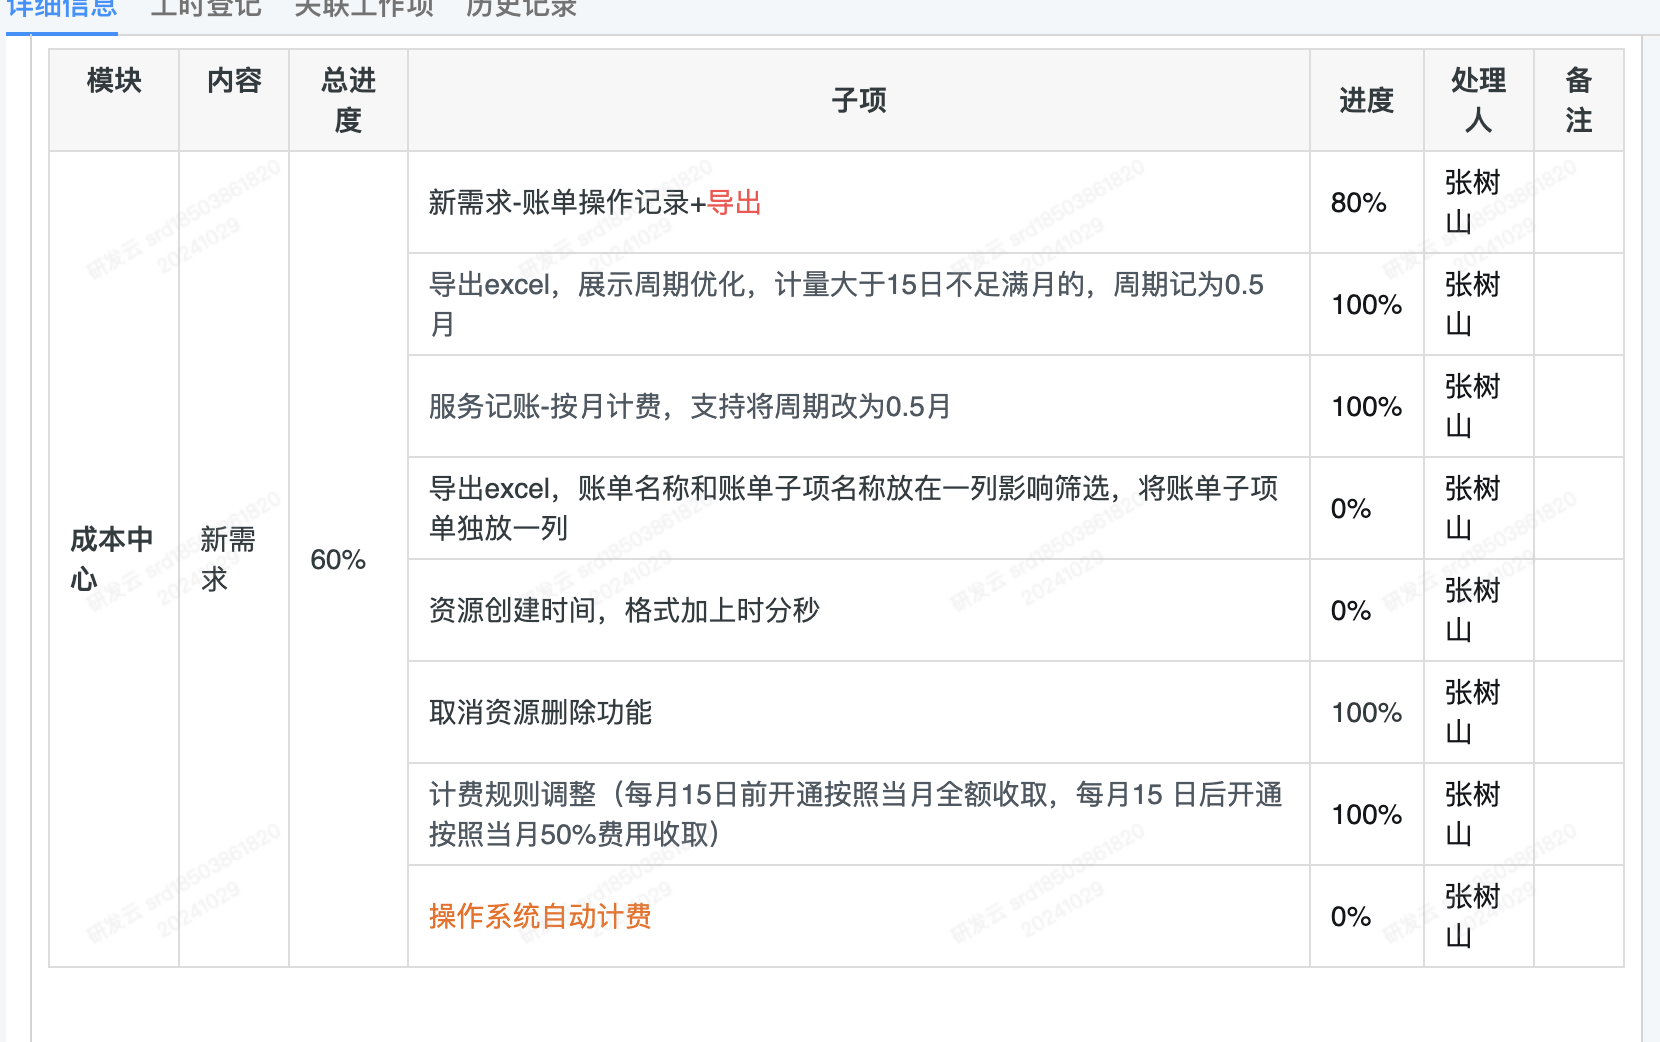 详细信息 工时登记 关联工作项 历史记录
模块 内容 总进度 子项 进度 处理人 备注
成本中心 新需求 60%
新需求-账单操作记录+导出 80% 张树山
导出excel，展示周期优化，计量大于15日不足满月的，周期记为0.5
月 100% 张树山
服务记账-按月计费，支持将周期改为0.5月 100% 张树山
导出excel，账单名称和账单子项名称放在一列影响筛选，将账单子项
单独放一列 0% 张树山
资源创建时间，格式加上时分秒 0% 张树山
取消资源删除功能 100% 张树山
计费规则调整（每月15日前开通按照当月全额收取，每月15 日后开通
按照当月50%费用收取） 100% 张树山
操作系统自动计费 0% 张树山
研发云 srd18503861820
20241029